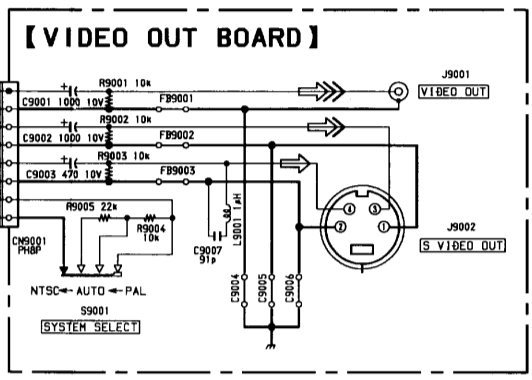 【VIDEO OUT BOARD】
J9001
VIDEO OUT
R9001 10k
C9001 1000 10V
FB9001
R9002 10k
C9002 1000 10V
FB9002
R9003 10k
C9003 470 10V
FB9003
R9005 22k
R9004
10k
C9007
91p
L9001 1μH
4
3
2
1
J9002
S VIDEO OUT
CN9001
PH8P
C9004
C9005
C9006
NTSC ← AUTO ← PAL
S9001
SYSTEM SELECT